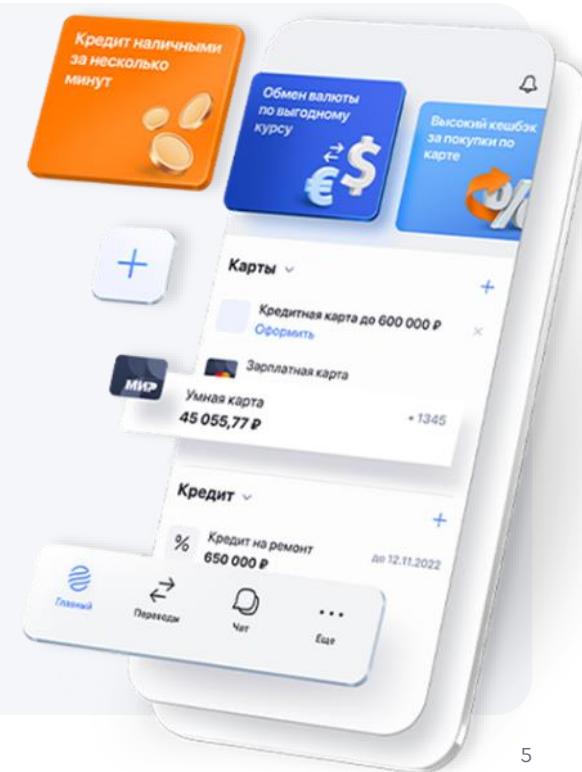 Кредит наличными
за несколько
минут
Обмен валюты
по выгодному
курсу
Высокий кешбэк
за покупки по
карте
Карты
Кредитная карта до 600 000 ₽
Оформить
Зарплатная карта
МИР
Умная карта
45 055,77 ₽
• 1345
Кредит
Кредит на ремонт
650 000 ₽
до 12.11.2022
Главный
Переводы
Чат
Еще
5